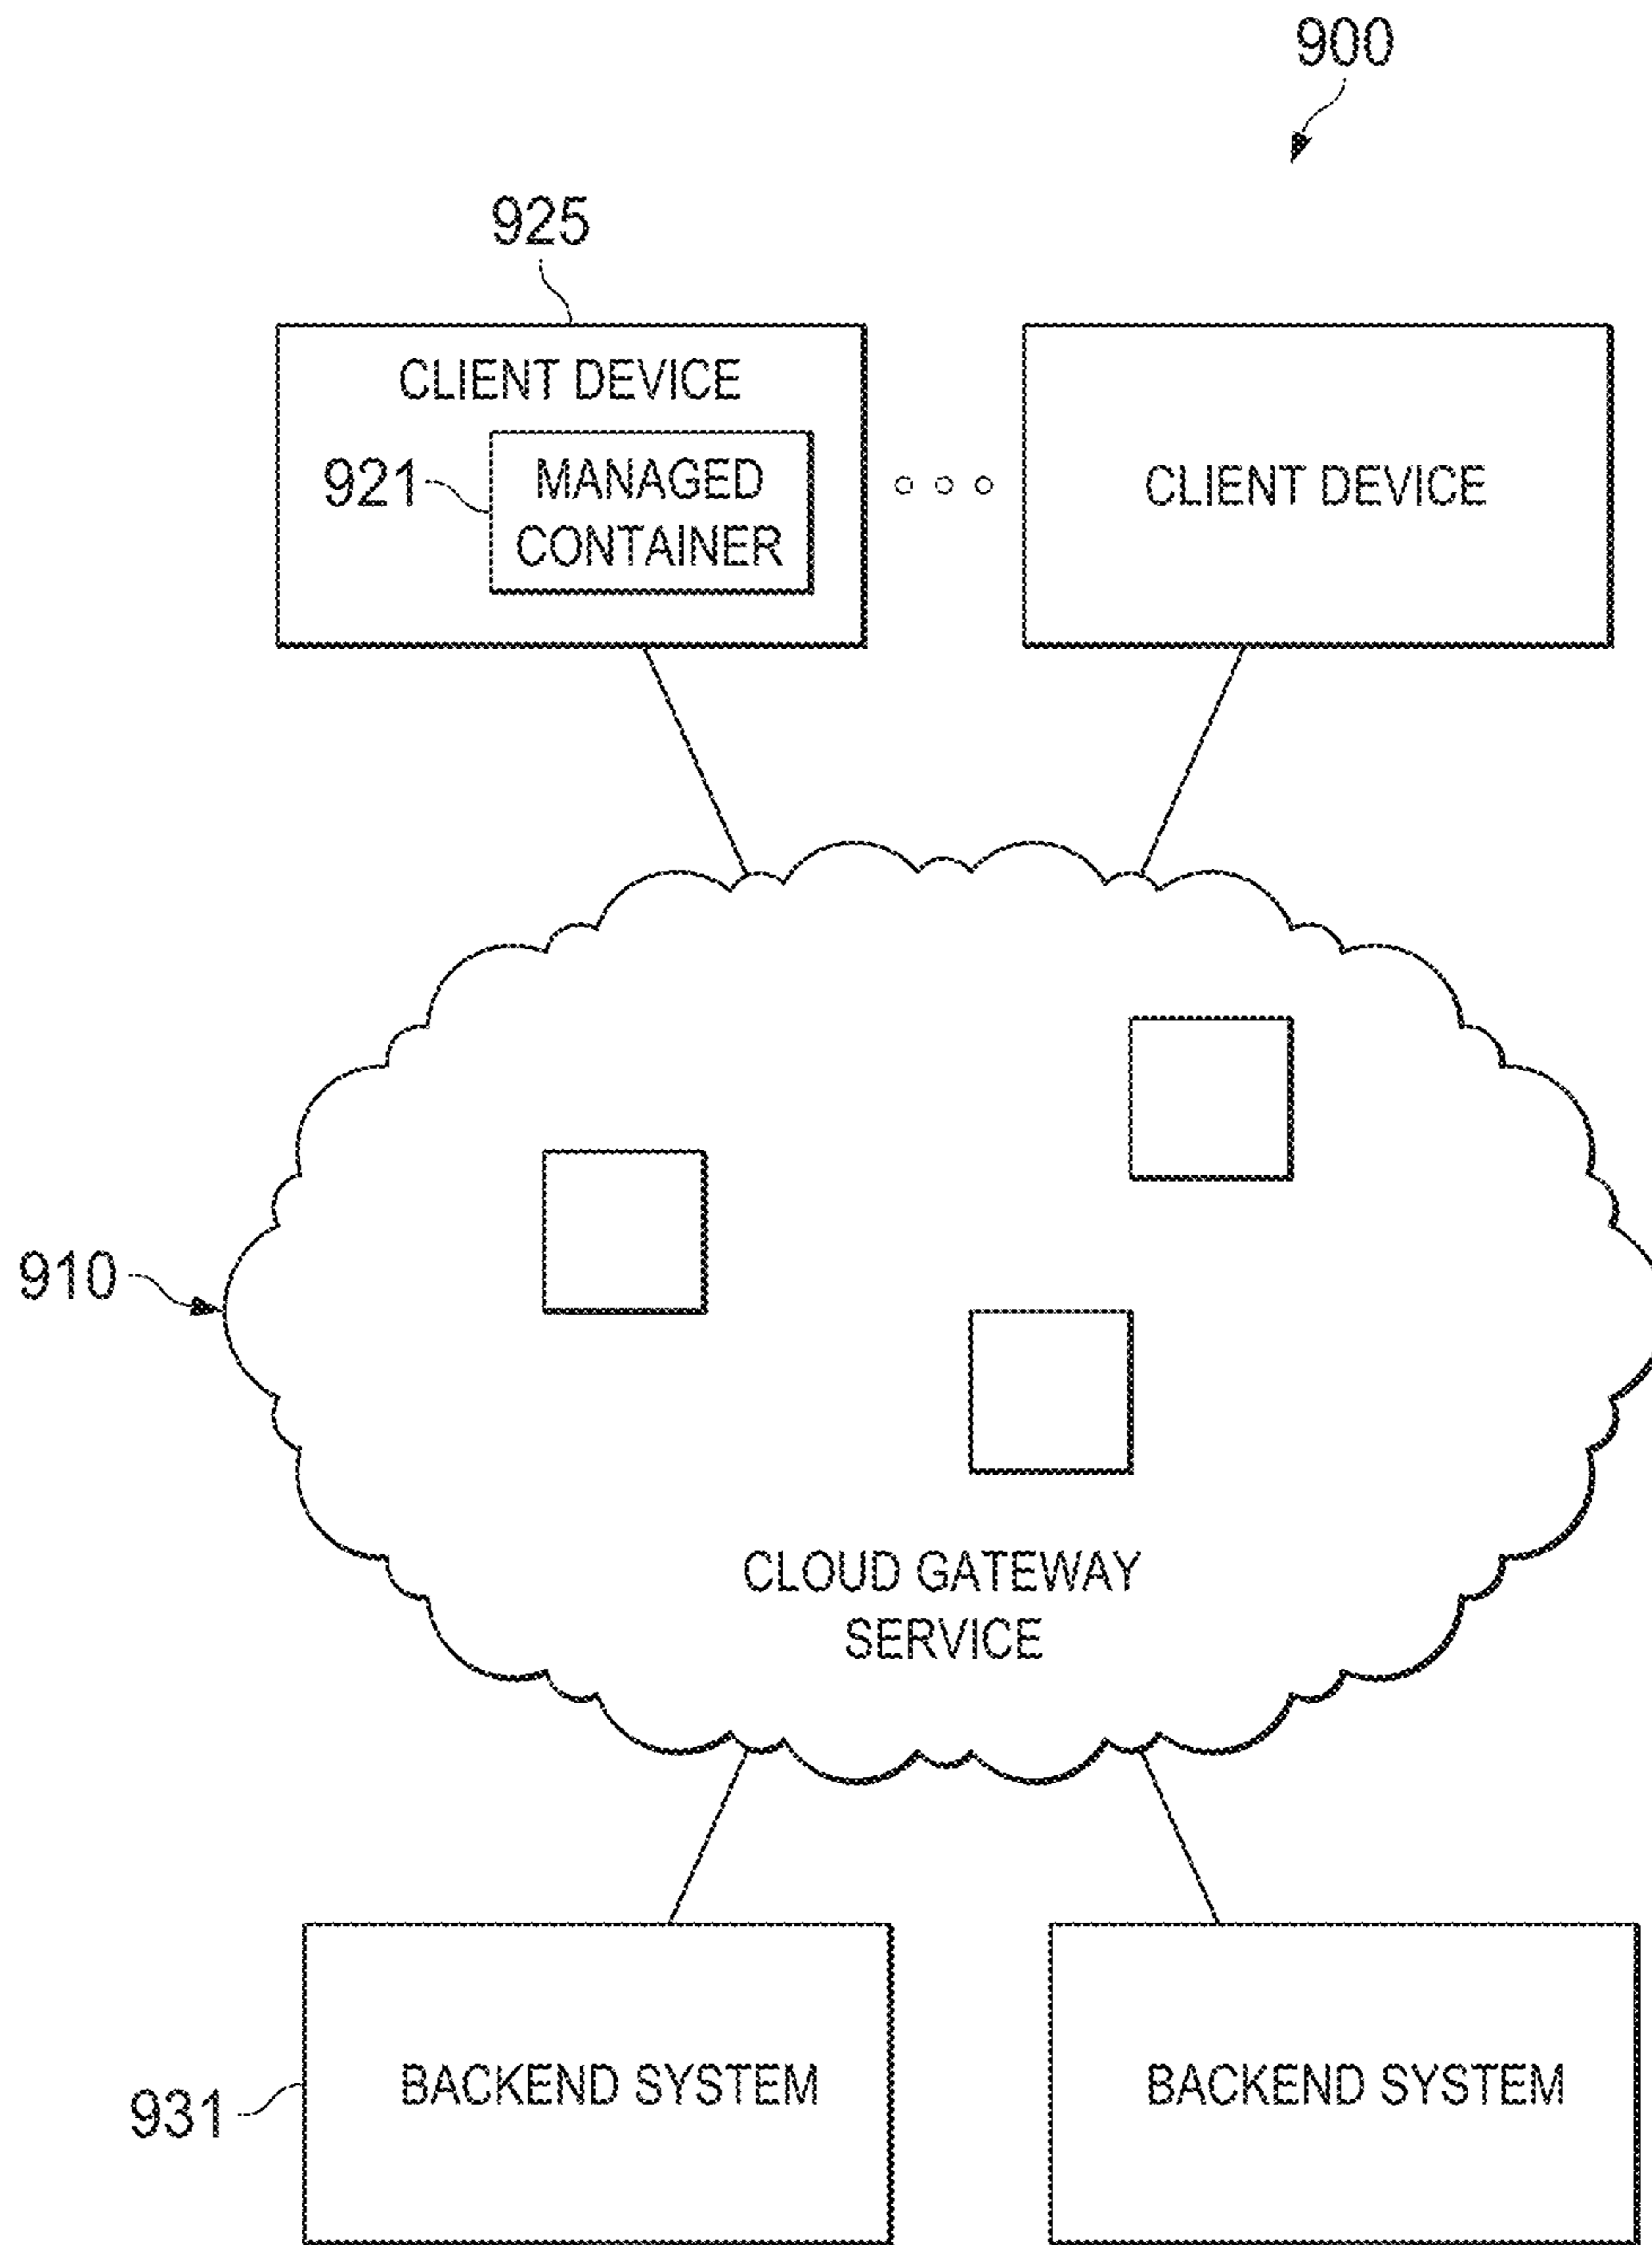 900
925
CLIENT DEVICE
921
MANAGED
CONTAINER
CLIENT DEVICE
910
CLOUD GATEWAY
SERVICE
931
BACKEND SYSTEM
BACKEND SYSTEM